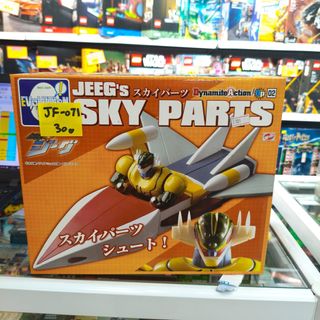 JEEG's スカイパーツ Dynamite Action! 02
SKY PARTS
JF-071
300
スカイパーツ
シュート!